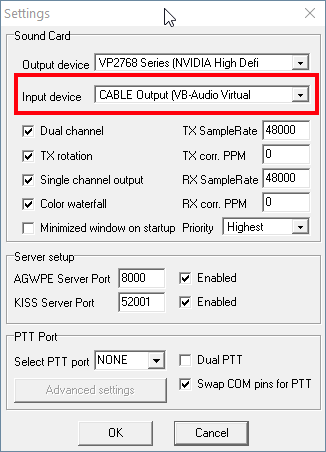 Settings
Sound Card
Output device VP2768 Series (NVIDIA High Defi
Input device CABLE Output (VB-Audio Virtual
Dual channel TX SampleRate 48000
TX rotation TX corr. PPM 0
Single channel output RX SampleRate 48000
Color waterfall RX corr. PPM 0
Minimized window on startup Priority Highest
Server setup
AGWPE Server Port 8000 Enabled
KISS Server Port 52001 Enabled
PTT Port
Select PTT port NONE Dual PTT
Advanced settings Swap COM pins for PTT
OK Cancel